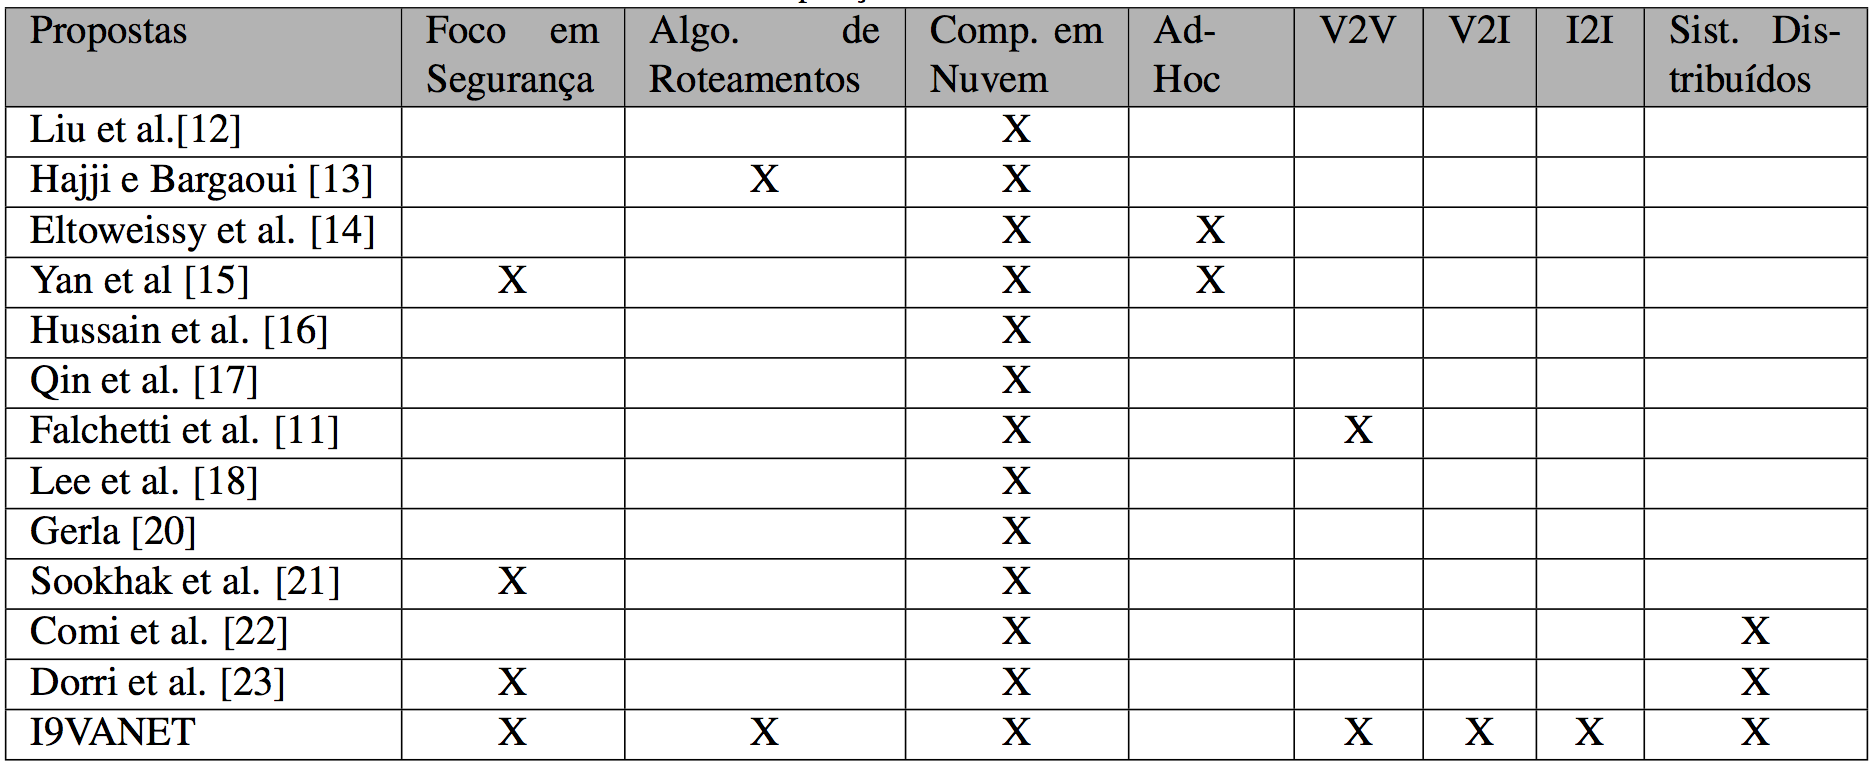 Propostas Foco em Algo. de Comp. em Ad- V2V V2I I2I Sist. Dis-
Segurança Roteamentos Nuvem Hoc tribuídos
Liu et al.[12] X
Hajji e Bargaoui [13] X X
Eltoweissy et al. [14] X X
Yan et al [15] X X X
Hussain et al. [16] X
Qin et al. [17] X
Falchetti et al. [11] X X
Lee et al. [18] X
Gerla [20] X
Sookhak et al. [21] X X
Comi et al. [22] X X
Dorri et al. [23] X X X
I9VANET X X X X X X X